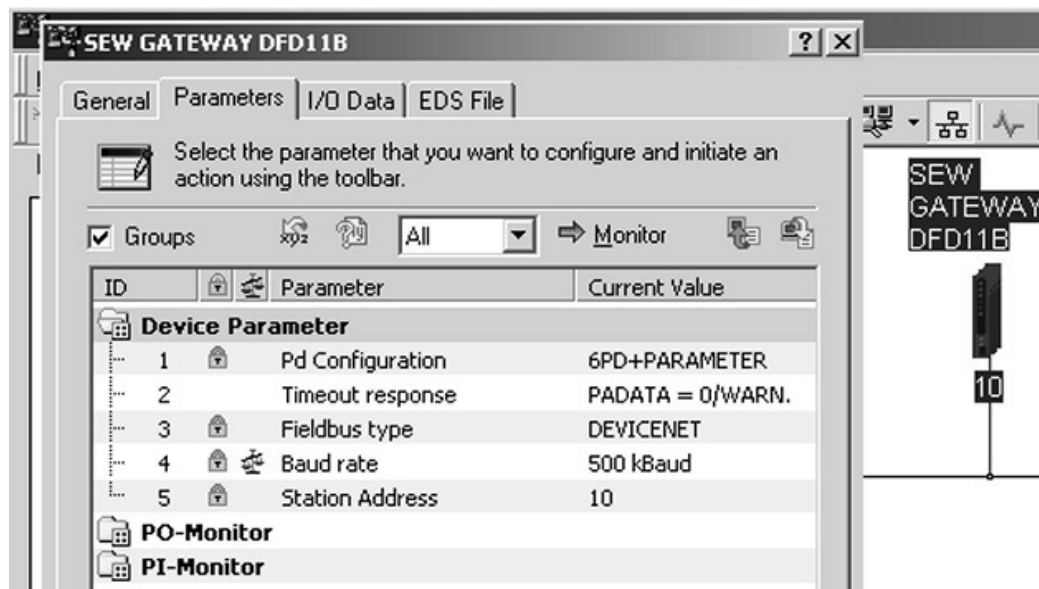 SEW GATEWAY DFD11B
General Parameters I/O Data EDS File
Select the parameter that you want to configure and initiate an
action using the toolbar.
Groups
All
Monitor
ID Parameter Current Value
Device Parameter
1 Pd Configuration 6PD+PARAMETER
2 Timeout response PADATA = 0/WARN.
3 Fieldbus type DEVICENET
4 Baud rate 500 kBaud
5 Station Address 10
PO-Monitor
PI-Monitor
SEW
GATEWAY
DFD11B
10